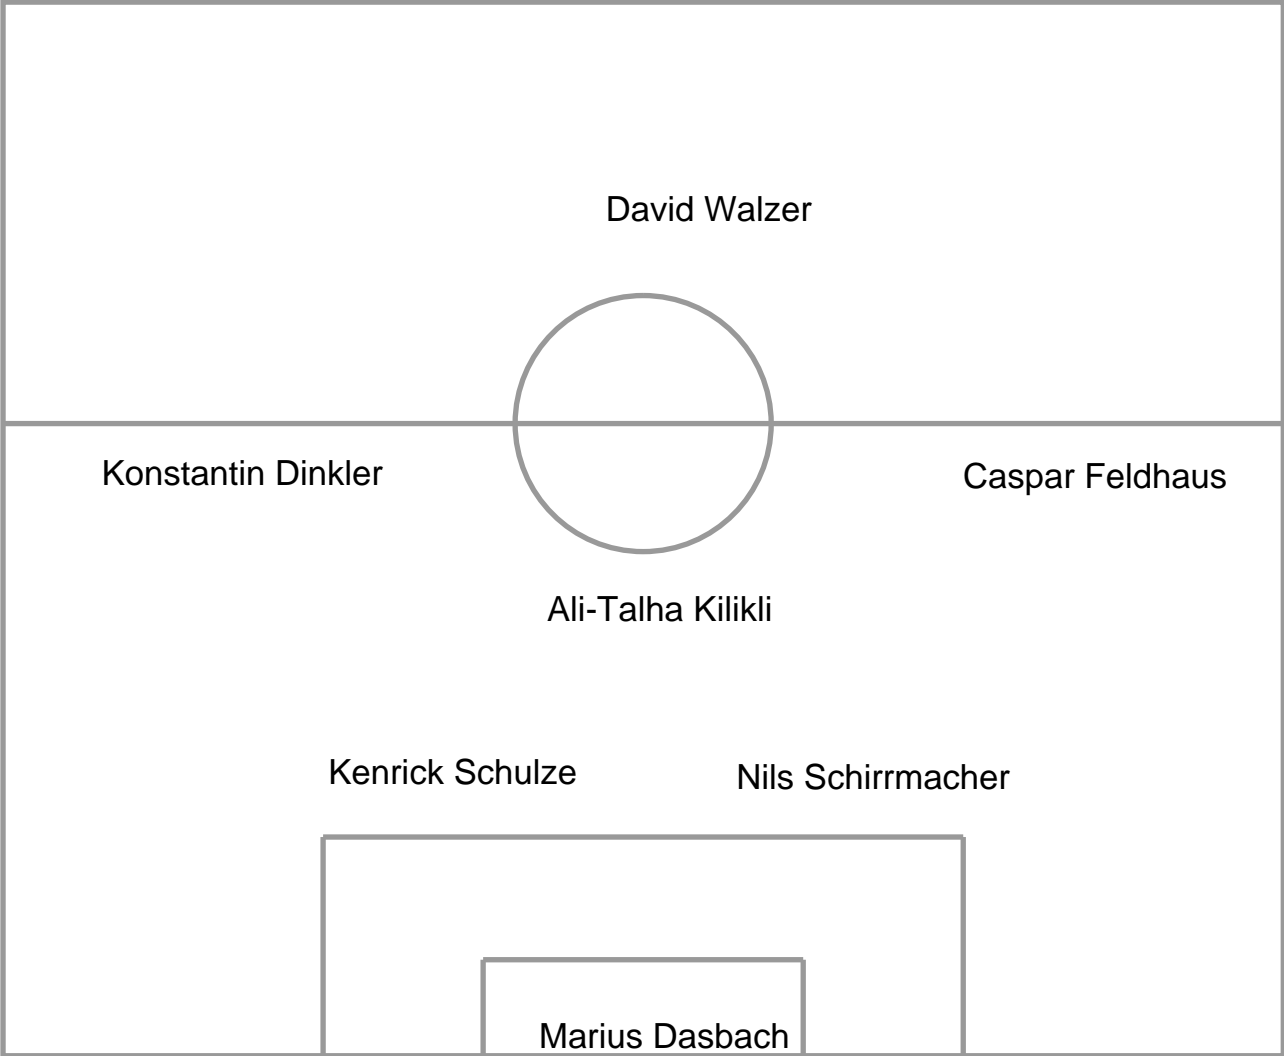 David Walzer
Konstantin Dinkler
Caspar Feldhaus
Ali-Talha Kilikli
Kenrick Schulze
Nils Schirrmacher
Marius Dasbach